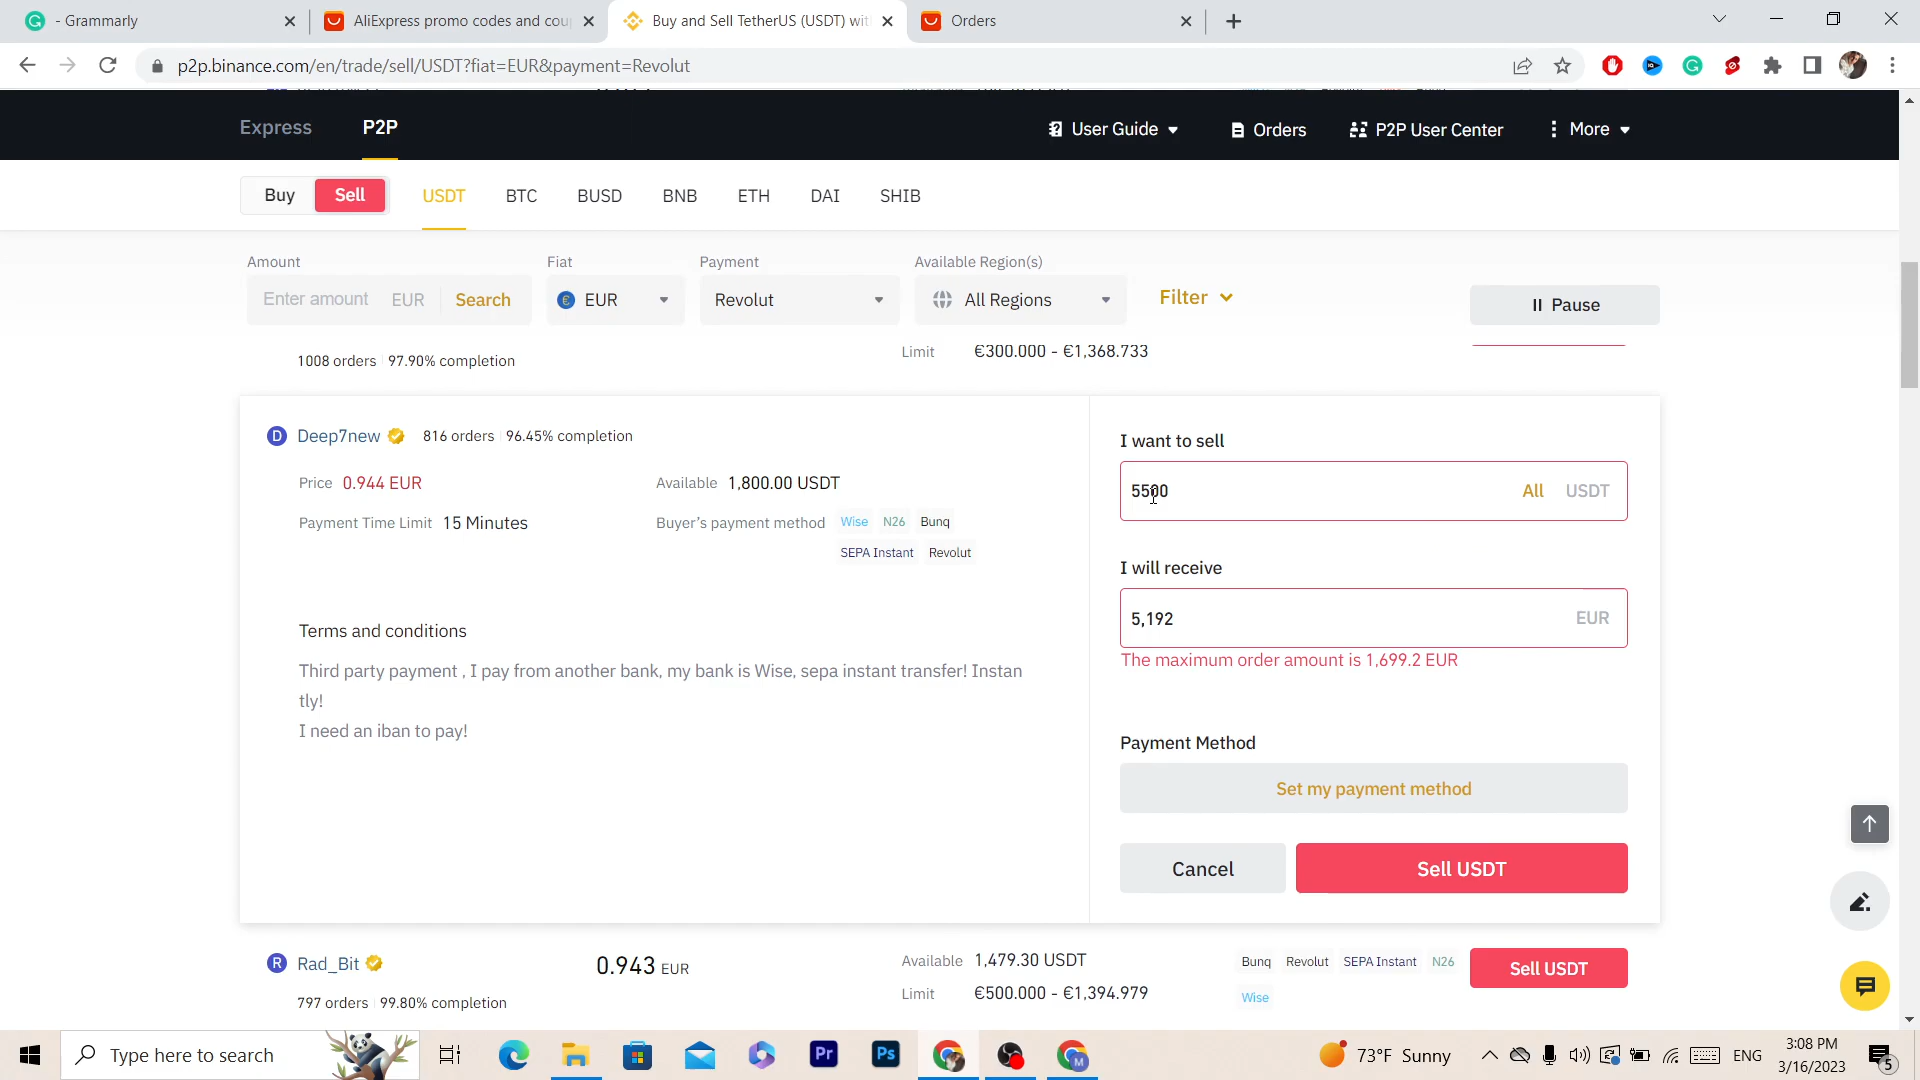 - Grammarly
AliExpress promo codes and cou
Buy and Sell TetherUS (USDT) wit
Orders
p2p.binance.com/en/trade/sell/USDT?fiat=EUR&payment=Revolut
Express P2P User Guide Orders P2P User Center More
Buy Sell USDT BTC BUSD BNB ETH DAI SHIB
Amount Fiat Payment Available Region(s)
Enter amount EUR Search EUR Revolut All Regions Filter Pause
1008 orders 97.90% completion Limit €300.000 - €1,368.733
D Deep7new 816 orders 96.45% completion
Price 0.944 EUR Available 1,800.00 USDT
Payment Time Limit 15 Minutes Buyer's payment method Wise N26 Bunq
SEPA Instant Revolut
Terms and conditions
Third party payment , I pay from another bank, my bank is Wise, sepa instant transfer! Instan
tly!
I need an iban to pay!
I want to sell
5500 All USDT
I will receive
5,192 EUR
The maximum order amount is 1,699.2 EUR
Payment Method
Set my payment method
Cancel Sell USDT
R Rad_Bit 0.943 EUR Available 1,479.30 USDT Bunq Revolut SEPA Instant N26 Sell USDT
797 orders 99.80% completion Limit €500.000 - €1,394.979 Wise
Type here to search Pr Ps M 73°F Sunny ENG 3:08 PM
3/16/2023 5